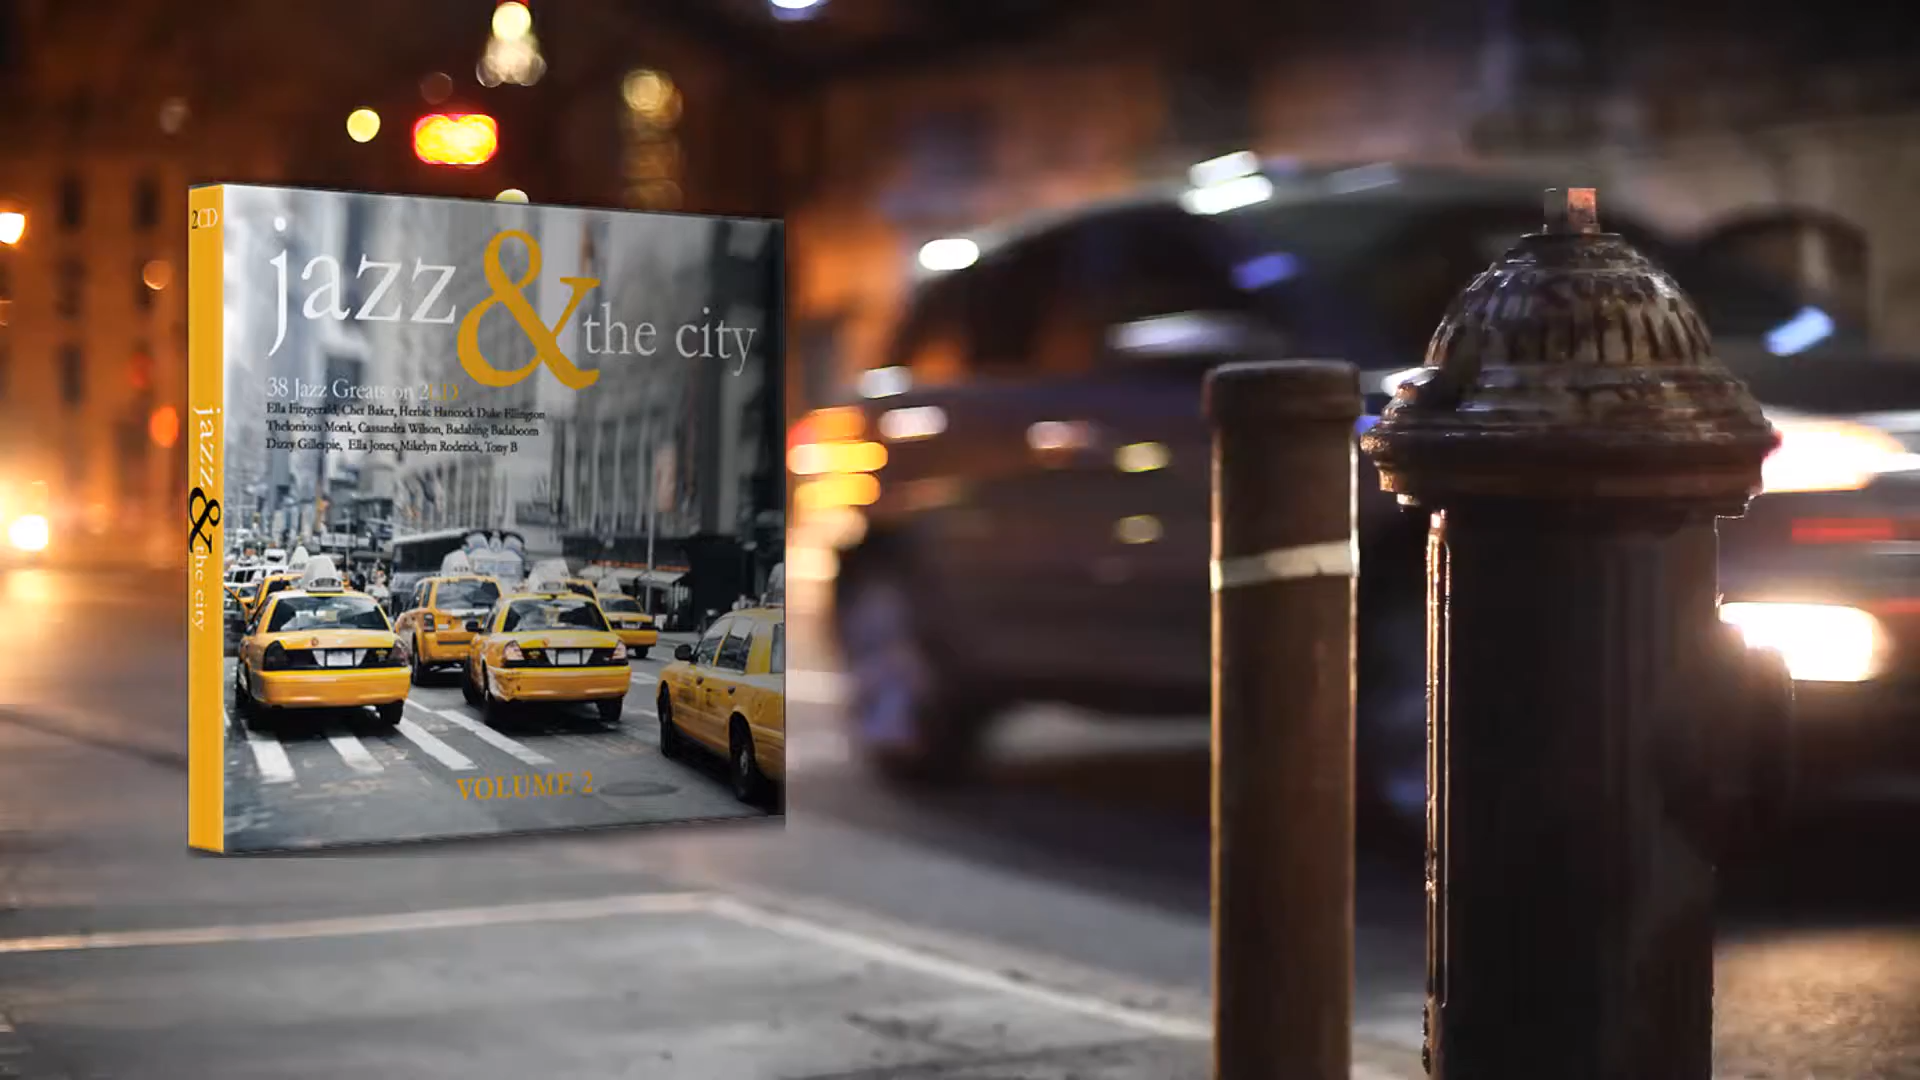 2CD
jazz & the city
jazz & the city
38 Jazz Greats on 2CD
Ella Fitzgerald, Chet Baker, Herbie Hancock Duke Ellington
Thelonious Monk, Cassandra Wilson, Badabing Badaboom
Dizzy Gillespie, Ella Jones, Mikelyn Roderick, Tony B
VOLUME 2